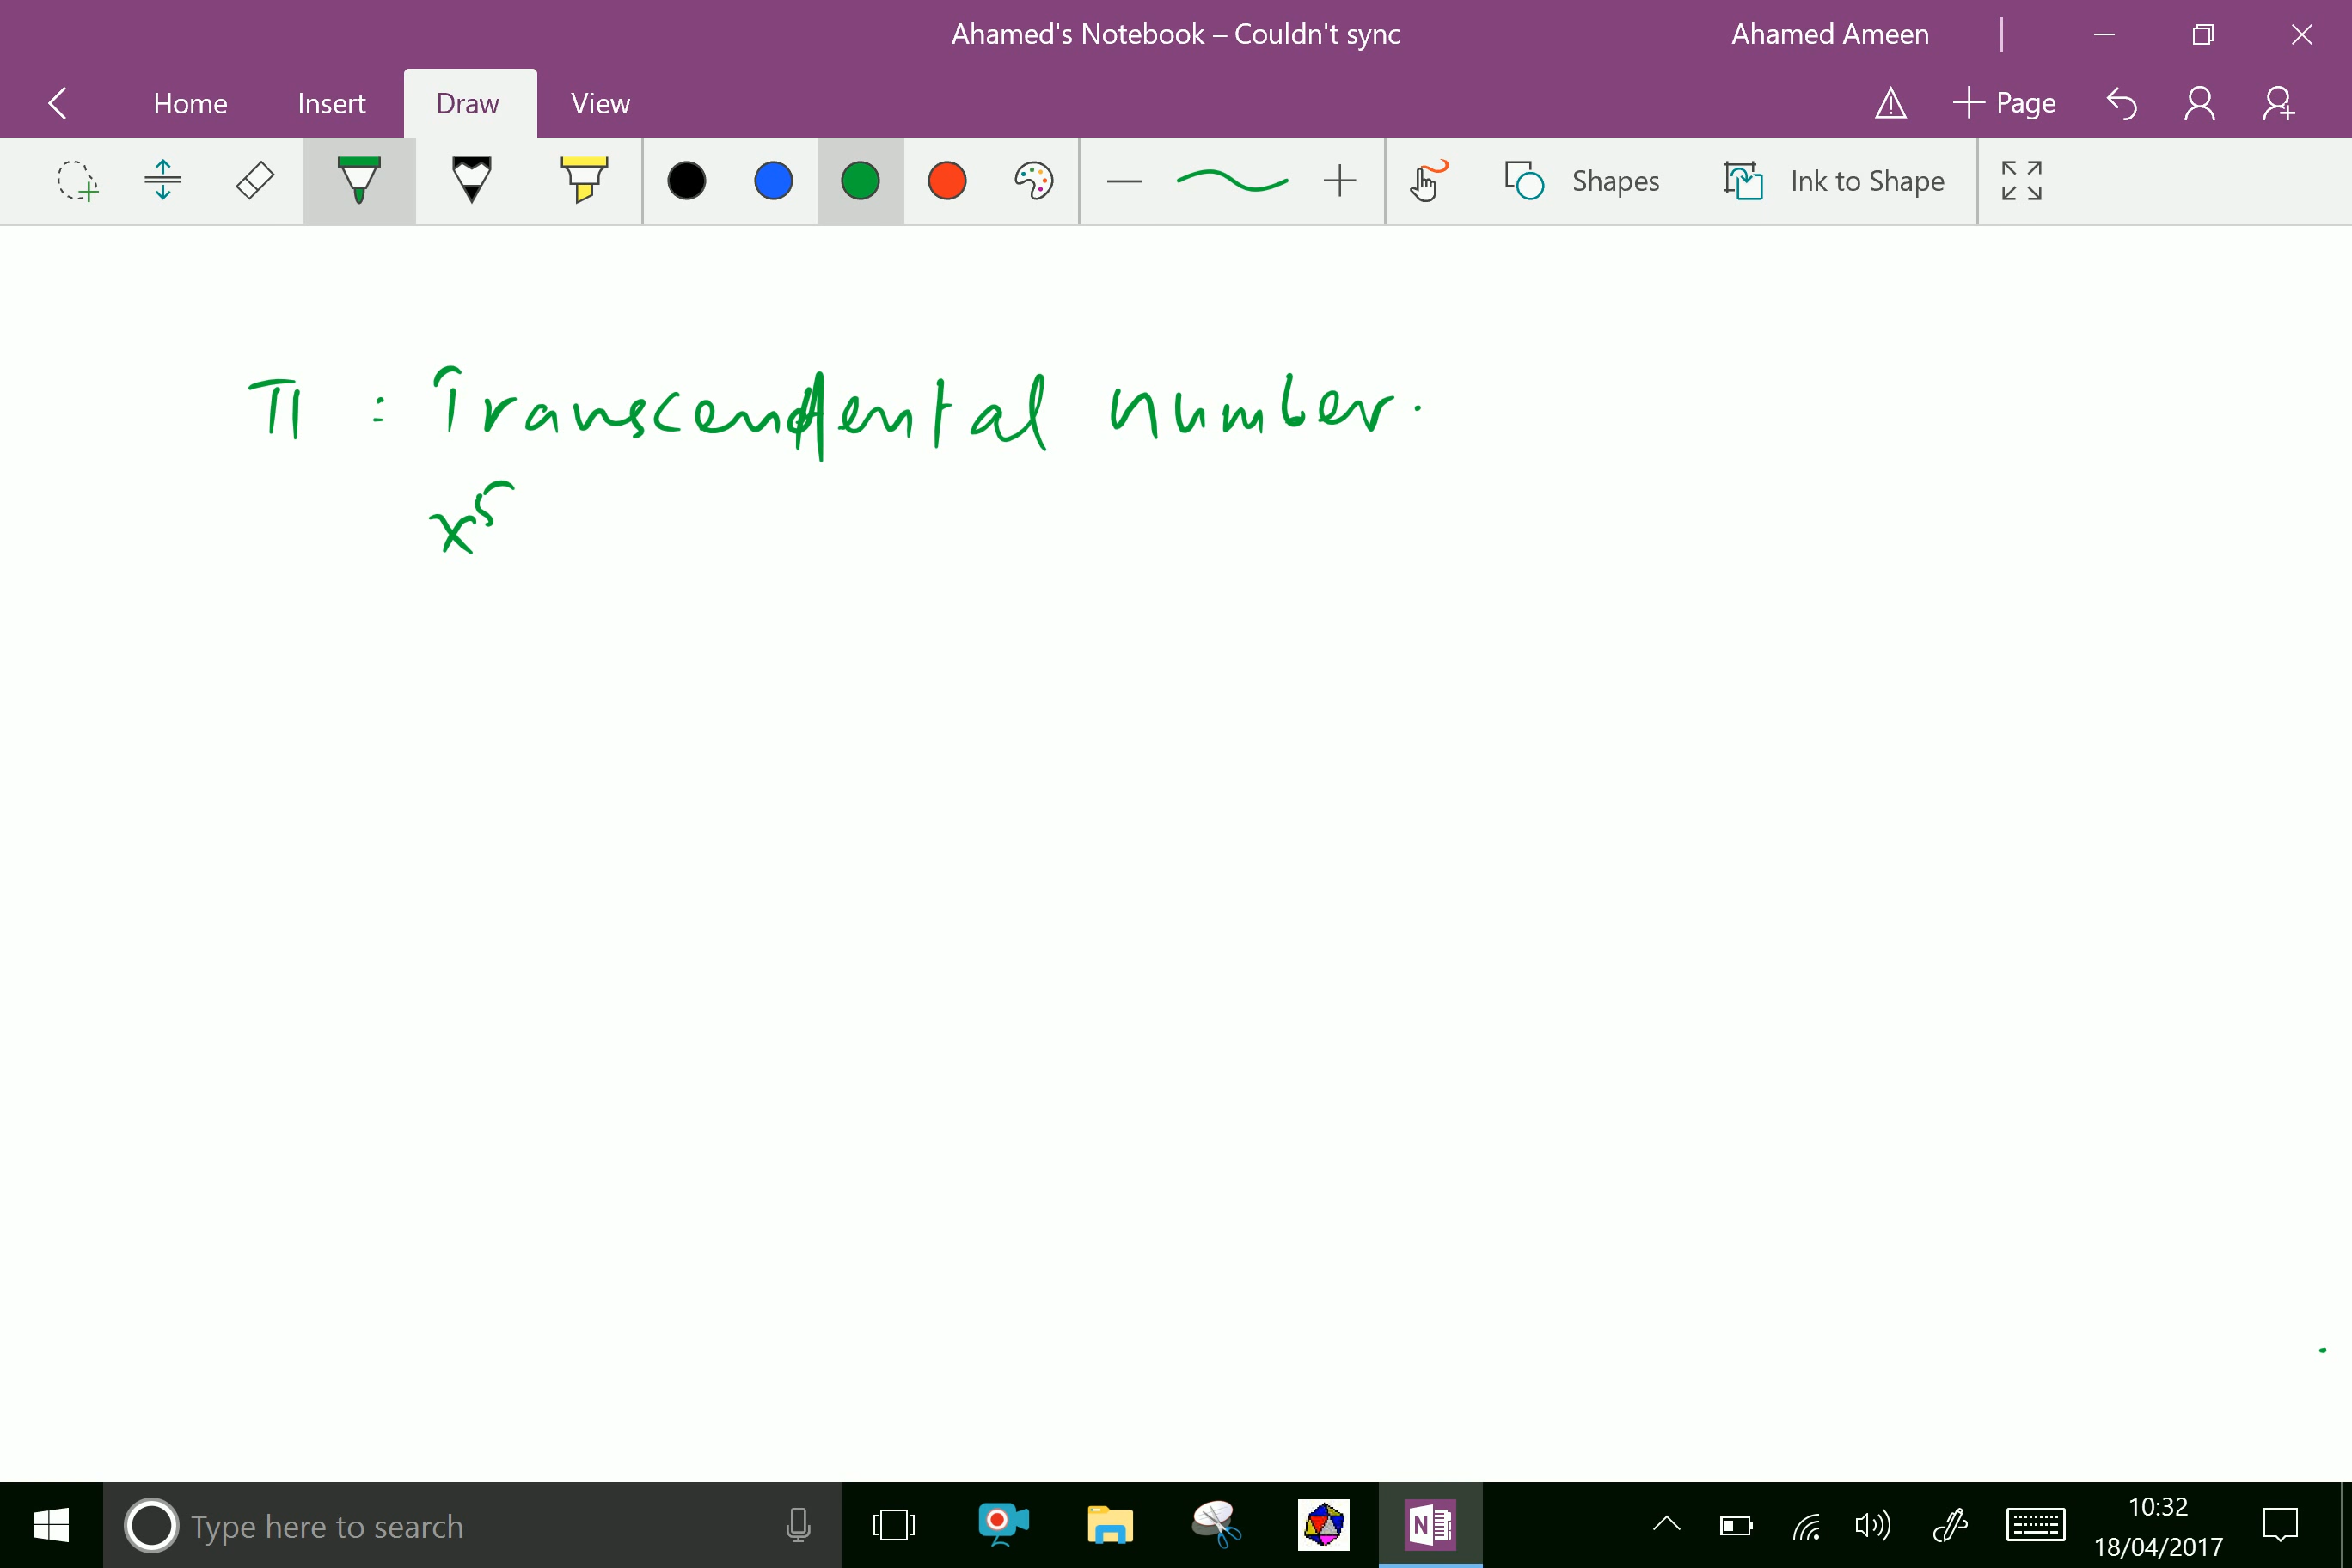 Ahamed's Notebook – Couldn't sync
Ahamed Ameen
Home Insert Draw View
Page
Shapes Ink to Shape
π : Transcendental number.
x⁵
Type here to search
N
10:32
18/04/2017